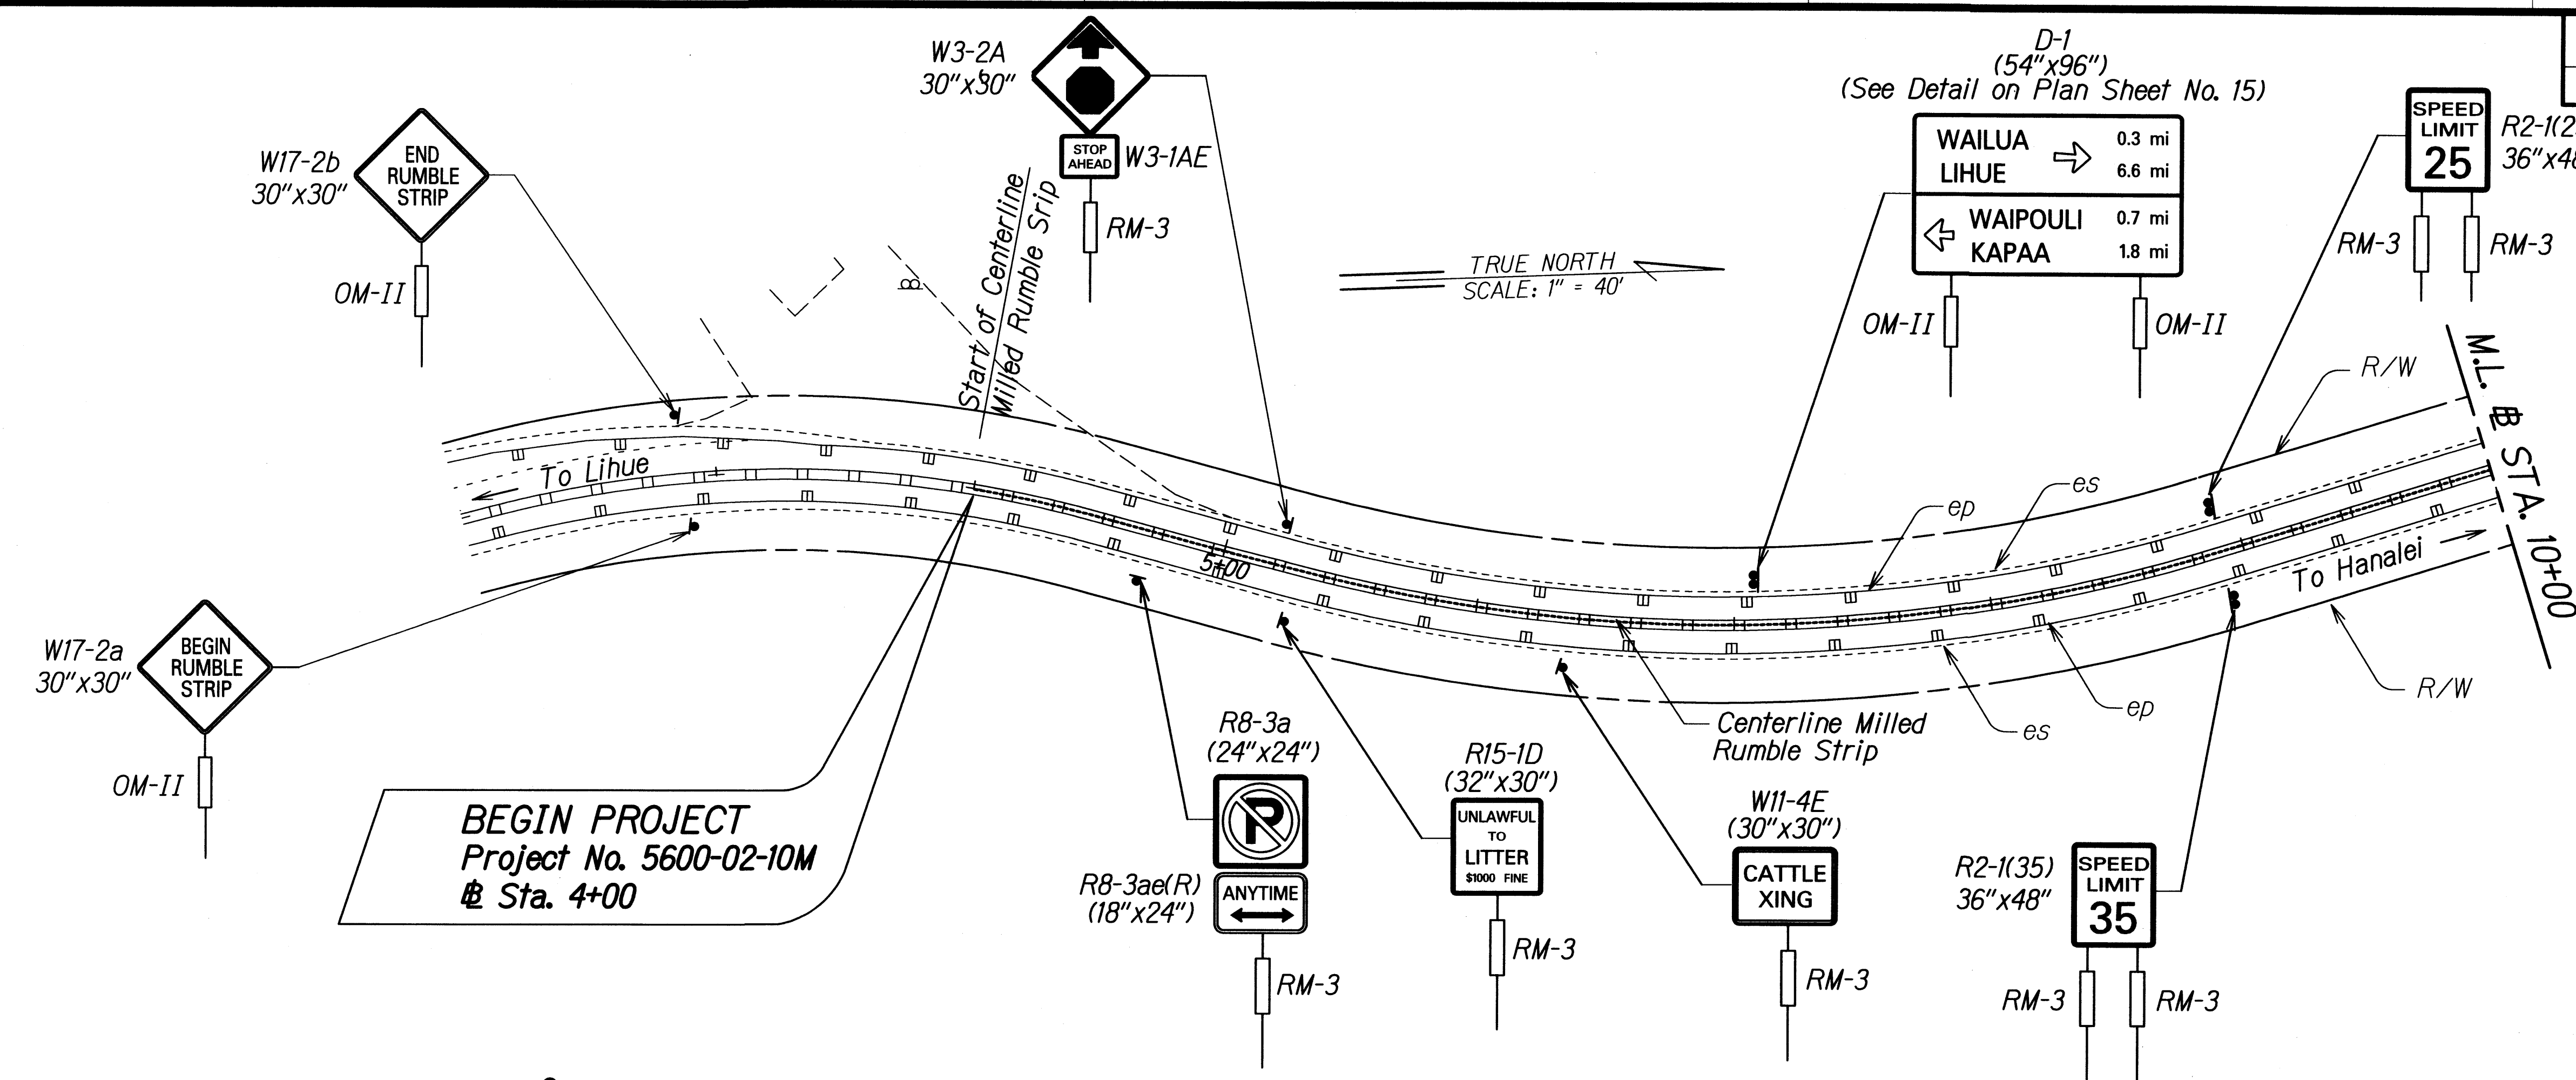 W3-2A
30"x30"
STOP
AHEAD
W3-1AE
RM-3
D-1
(54"x96")
(See Detail on Plan Sheet No. 15)
WAILUA
LIHUE
0.3 mi
6.6 mi
WAIPOULI
KAPAA
0.7 mi
1.8 mi
OM-II
OM-II
SPEED
LIMIT
25
36"x48
RM-3
RM-3
W17-2b
30"x30"
END
RUMBLE
STRIP
OM-II
Start of Centerline
Milled Rumble Srip
TRUE NORTH
SCALE: 1" = 40'
R/W
M.L. BL STA. 10+00
To Lihue
5+00
ep
es
To Hanalei
W17-2a
30"x30"
BEGIN
RUMBLE
STRIP
OM-II
BEGIN PROJECT
Project No. 5600-02-10M
BL Sta. 4+00
R8-3a
(24"x24")
P
R8-3ae(R)
(18"x24")
ANYTIME
RM-3
R15-1D
(32"x30")
UNLAWFUL
TO
LITTER
$1000 FINE
RM-3
Centerline Milled
Rumble Strip
W11-4E
(30"x30")
CATTLE
XING
RM-3
es
ep
R/W
R2-1(35)
36"x48"
SPEED
LIMIT
35
RM-3
RM-3